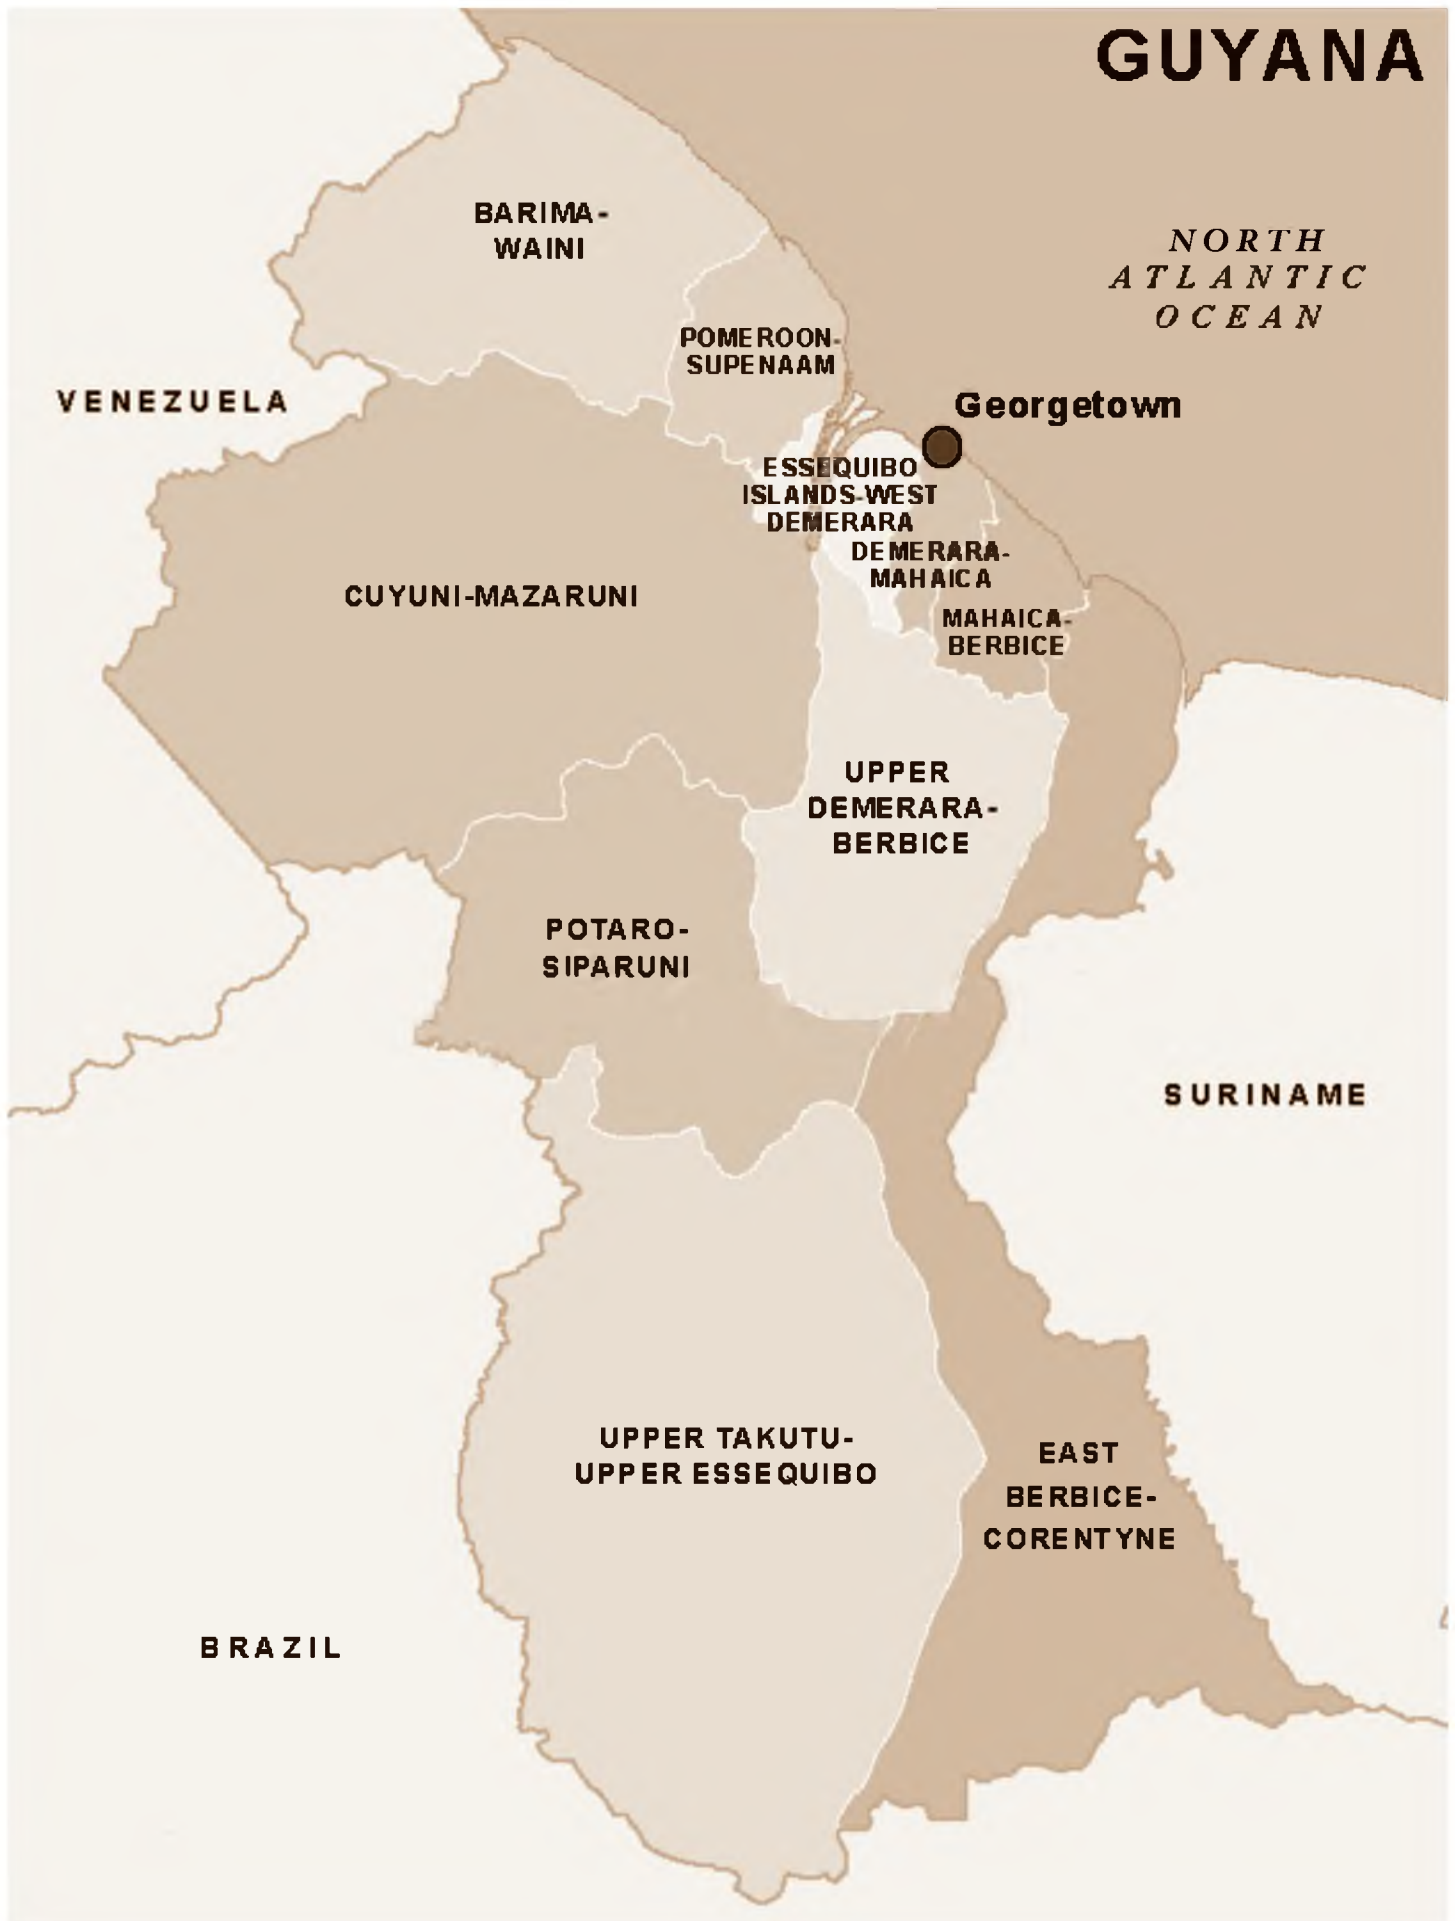 GUYANA
BARIMA-
WAINI
NORTH
ATLANTIC
OCEAN
POMEROON-
SUPENAAM
VENEZUELA
Georgetown
ESSEQUIBO
ISLANDS-WEST
DEMERARA
DEMERARA-
MAHAICA
CUYUNI-MAZARUNI
MAHAICA-
BERBICE
UPPER
DEMERARA-
BERBICE
POTARO-
SIPARUNI
SURINAME
UPPER TAKUTU-
UPPER ESSEQUIBO
EAST
BERBICE-
CORENTYNE
BRAZIL